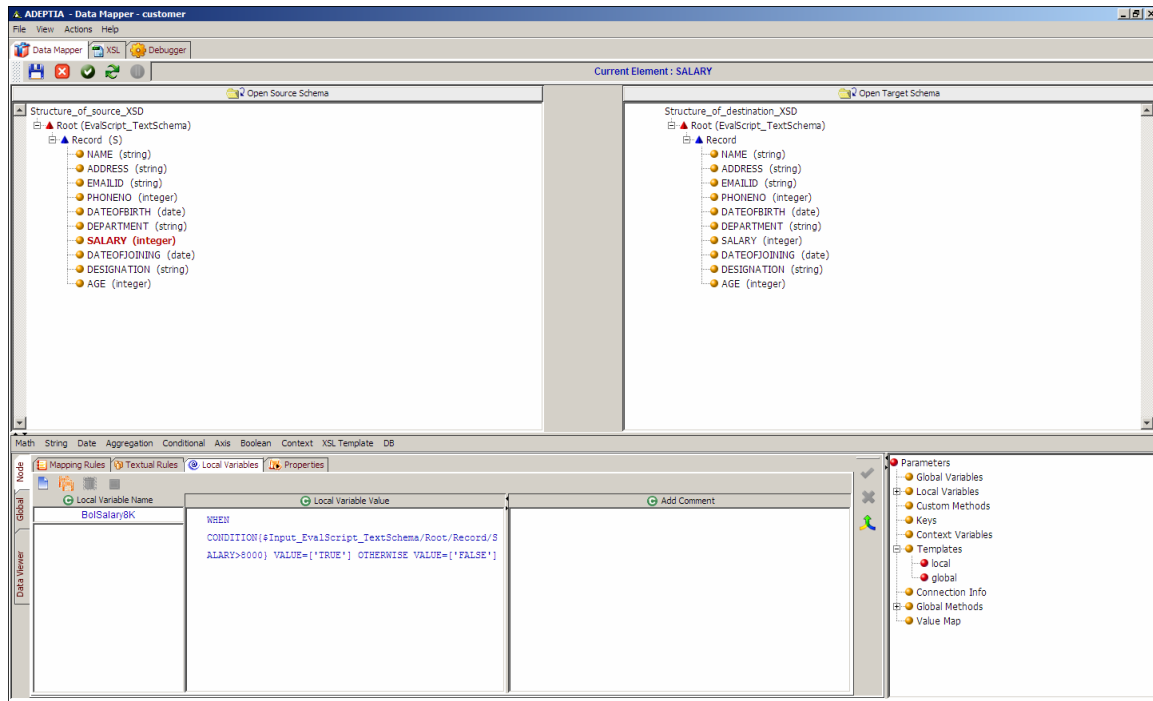 ADEPTIA - Data Mapper - customer
File View Actions Help
Data Mapper XSL Debugger
Current Element : SALARY
Open Source Schema
Open Target Schema
Structure_of_source_XSD
Root (EvalScript_TextSchema)
Record (S)
NAME (string)
ADDRESS (string)
EMAILID (string)
PHONENO (integer)
DATEOFBIRTH (date)
DEPARTMENT (string)
SALARY (integer)
DATEOFJOINING (date)
DESIGNATION (string)
AGE (integer)
Structure_of_destination_XSD
Root (EvalScript_TextSchema)
Record
NAME (string)
ADDRESS (string)
EMAILID (string)
PHONENO (integer)
DATEOFBIRTH (date)
DEPARTMENT (string)
SALARY (integer)
DATEOFJOINING (date)
DESIGNATION (string)
AGE (integer)
Math String Date Aggregation Conditional Axis Boolean Context XSL Template DB
Node
Global
Data Viewer
Mapping Rules Textual Rules Local Variables Properties
Local Variable Name
Local Variable Value
Add Comment
BolSalary8K
WHEN
CONDITION{$Input_EvalScript_TextSchema/Root/Record/S
ALARY>8000} VALUE=['TRUE'] OTHERWISE VALUE=['FALSE']
Parameters
Global Variables
Local Variables
Custom Methods
Keys
Context Variables
Templates
local
global
Connection Info
Global Methods
Value Map